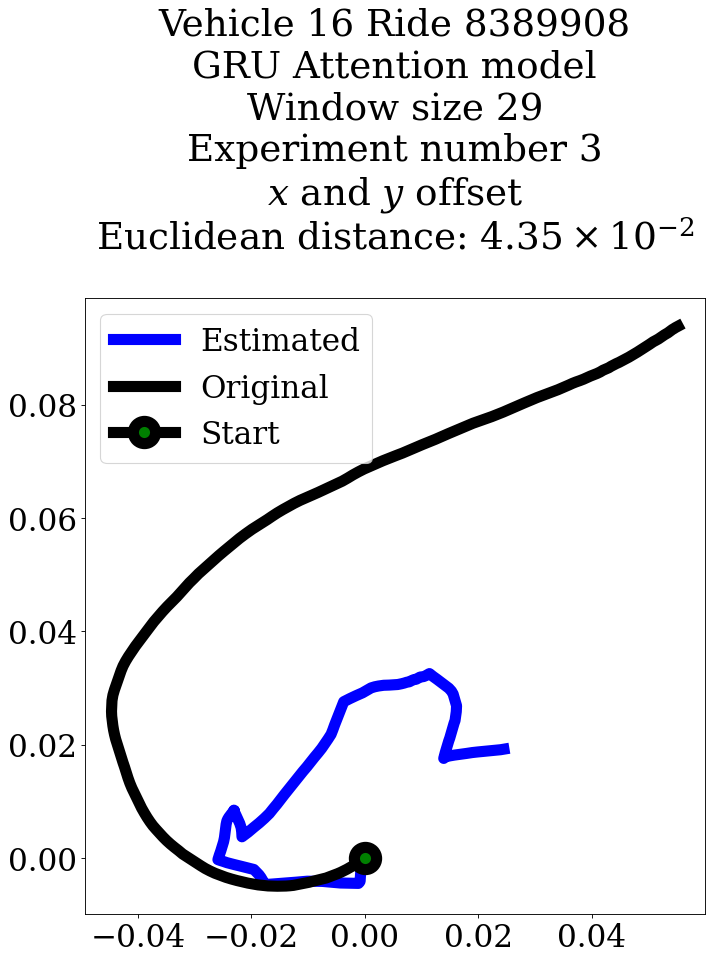 Vehicle 16 Ride 8389908
GRU Attention model
Window size 29
Experiment number 3
x and y offset
Euclidean distance: 4.35 × 10⁻²
Estimated
Original
Start
0.08
0.06
0.04
0.02
0.00
−0.04 −0.02 0.00 0.02 0.04